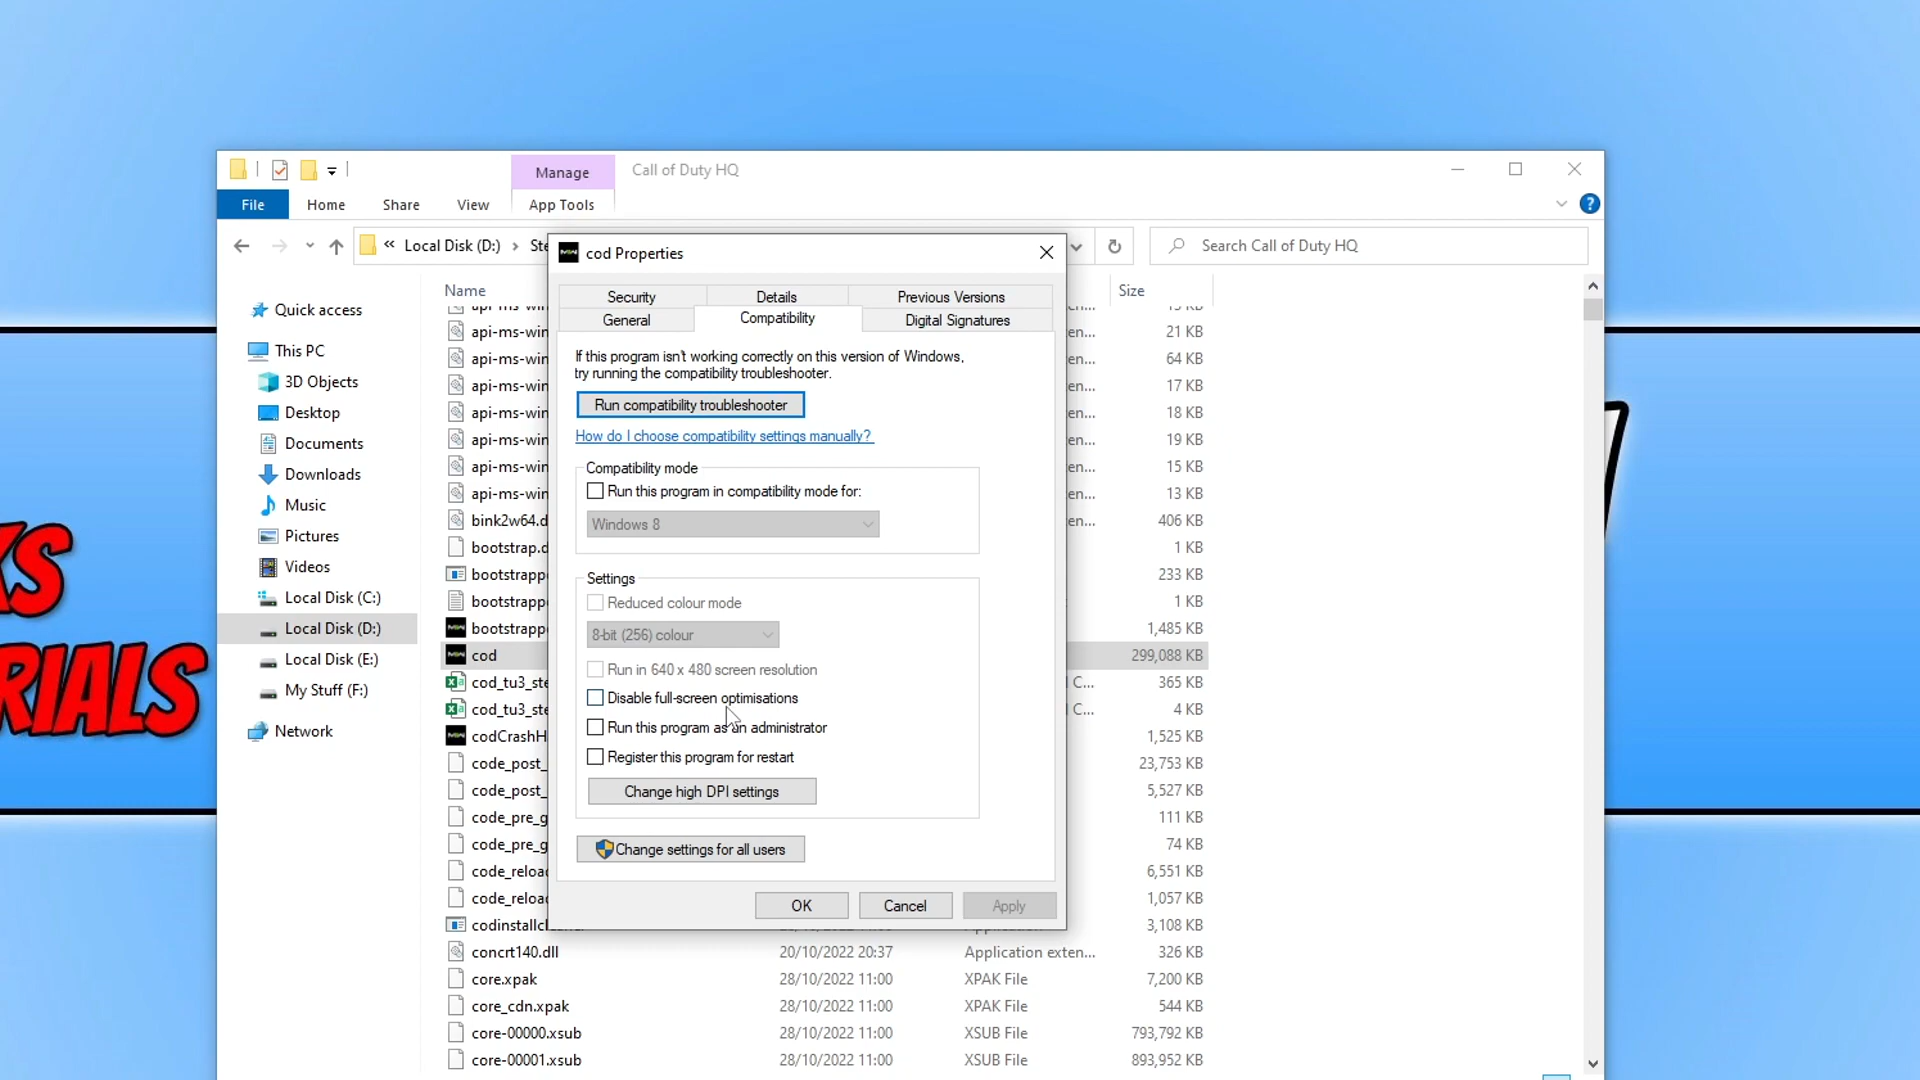 Manage
Call of Duty HQ
File
Home
Share
View
App Tools
Local Disk (D:)
Search Call of Duty HQ
Quick access
This PC
3D Objects
Desktop
Documents
Downloads
Music
Pictures
Videos
Local Disk (C:)
Local Disk (D:)
Local Disk (E:)
My Stuff (F:)
Network
Name
Size
api-ms-win
21 KB
api-ms-win
64 KB
api-ms-win
17 KB
api-ms-win
18 KB
api-ms-win
19 KB
api-ms-win
15 KB
api-ms-win
13 KB
bink2w64.d
406 KB
bootstrap.d
1 KB
bootstrappe
233 KB
bootstrappe
1 KB
bootstrappe
1,485 KB
cod
299,088 KB
cod_tu3_ste
365 KB
cod_tu3_ste
4 KB
codCrashH
1,525 KB
code_post_
23,753 KB
code_post_
5,527 KB
code_pre_g
111 KB
code_pre_g
74 KB
code_reloa
6,551 KB
code_reloa
1,057 KB
codinstallcl
3,108 KB
concrt140.dll 20/10/2022 20:37 Application exten... 326 KB
core.xpak 28/10/2022 11:00 XPAK File 7,200 KB
core_cdn.xpak 28/10/2022 11:00 XPAK File 544 KB
core-00000.xsub 28/10/2022 11:00 XSUB File 793,792 KB
core-00001.xsub 28/10/2022 11:00 XSUB File 893,952 KB
cod Properties
Security
Details
Previous Versions
General
Compatibility
Digital Signatures
If this program isn't working correctly on this version of Windows,
try running the compatibility troubleshooter.
Run compatibility troubleshooter
How do I choose compatibility settings manually?
Compatibility mode
Run this program in compatibility mode for:
Windows 8
Settings
Reduced colour mode
8-bit (256) colour
Run in 640 x 480 screen resolution
Disable full-screen optimisations
Run this program as an administrator
Register this program for restart
Change high DPI settings
Change settings for all users
OK
Cancel
Apply